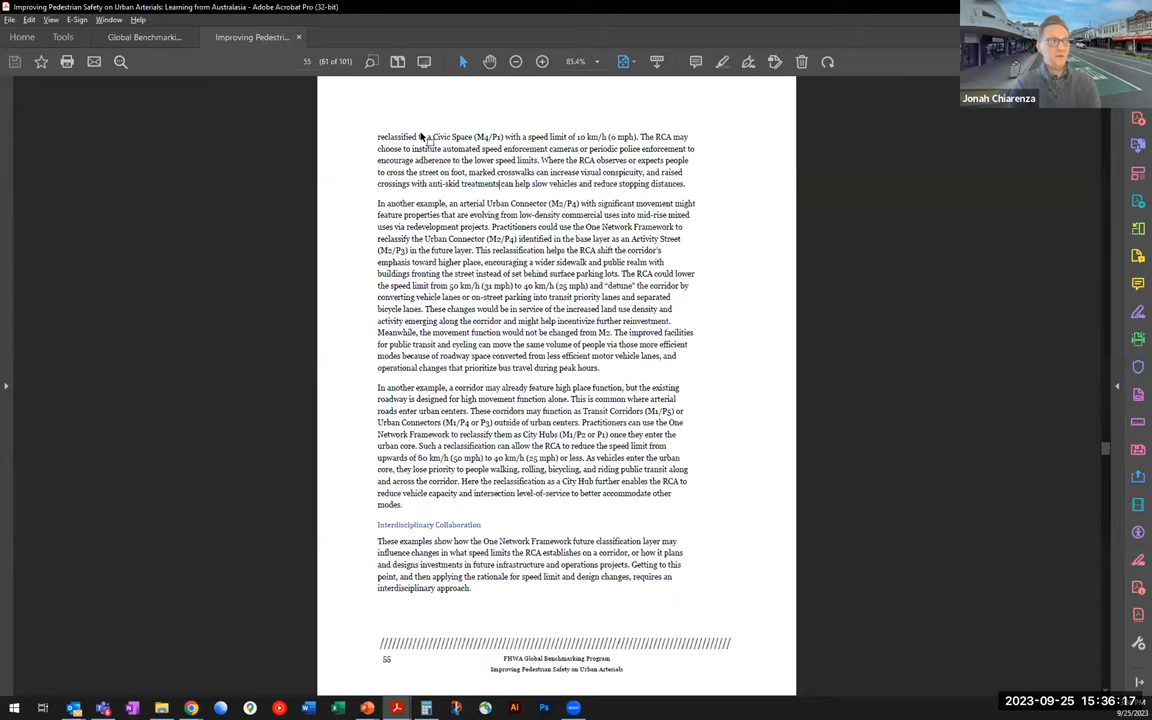 Improving Pedestrian Safety on Urban Arterials: Learning from Australasia - Adobe Acrobat Pro (32-bit)
File Edit View E-Sign Window Help
Home Tools Global Benchmarki... Improving Pedestri... ×
55 (61 of 101) 85.4%
Jonah Chiarenza
reclassified a Civic Space (M4/P1) with a speed limit of 10 km/h (6 mph). The RCA may
choose to institute automated speed enforcement cameras or periodic police enforcement to
encourage adherence to the lower speed limits. Where the RCA observes or expects people
to cross the street on foot, marked crosswalks can increase visual conspicuity, and raised
crossings with anti-skid treatments can help slow vehicles and reduce stopping distances.
In another example, an arterial Urban Connector (M2/P4) with significant movement might
feature properties that are evolving from low-density commercial uses into mid-rise mixed
uses via redevelopment projects. Practitioners could use the One Network Framework to
reclassify the Urban Connector (M2/P4) identified in the base layer as an Activity Street
(M2/P3) in the future layer. This reclassification helps the RCA shift the corridor's
emphasis toward higher place, encouraging a wider sidewalk and public realm with
buildings fronting the street instead of set behind surface parking lots. The RCA could lower
the speed limit from 50 km/h (31 mph) to 40 km/h (25 mph) and "detune" the corridor by
converting vehicle lanes or on-street parking into transit priority lanes and separated
bicycle lanes. These changes would be in service of the increased land use density and
activity emerging along the corridor and might help incentivize further reinvestment.
Meanwhile, the movement function would not be changed from M2. The improved facilities
for public transit and cycling can move the same volume of people via those more efficient
modes because of roadway space converted from less efficient motor vehicle lanes, and
operational changes that prioritize bus travel during peak hours.
In another example, a corridor may already feature high place function, but the existing
roadway is designed for high movement function alone. This is common where arterial
roads enter urban centers. These corridors may function as Transit Corridors (M1/P5) or
Urban Connectors (M1/P4 or P3) outside of urban centers. Practitioners can use the One
Network Framework to reclassify them as City Hubs (M1/P2 or P1) once they enter the
urban core. Such a reclassification can allow the RCA to reduce the speed limit from
upwards of 80 km/h (50 mph) to 40 km/h (25 mph) or less. As vehicles enter the urban
core, they lose priority to people walking, rolling, bicycling, and riding public transit along
and across the corridor. Here the reclassification as a City Hub further enables the RCA to
reduce vehicle capacity and intersection level-of-service to better accommodate other
modes.
Interdisciplinary Collaboration
These examples show how the One Network Framework future classification layer may
influence changes in what speed limits the RCA establishes on a corridor, or how it plans
and designs investments in future infrastructure and operations projects. Getting to this
point, and then applying the rationale for speed limit and design changes, requires an
interdisciplinary approach.
55
FHWA Global Benchmarking Program
Improving Pedestrian Safety on Urban Arterials
2023-09-25 15:36:17
9/25/2023